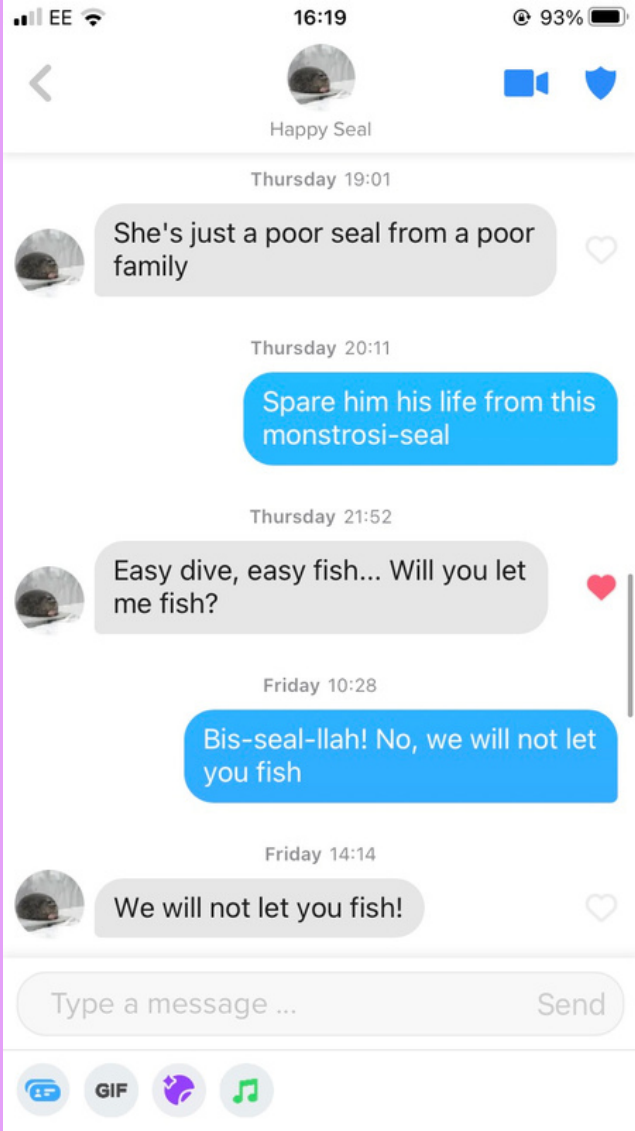 EE
16:19
93%
Happy Seal
Thursday 19:01
She's just a poor seal from a poor
family
Thursday 20:11
Spare him his life from this
monstrosi-seal
Thursday 21:52
Easy dive, easy fish... Will you let
me fish?
Friday 10:28
Bis-seal-llah! No, we will not let
you fish
Friday 14:14
We will not let you fish!
Type a message ...
Send
GIF